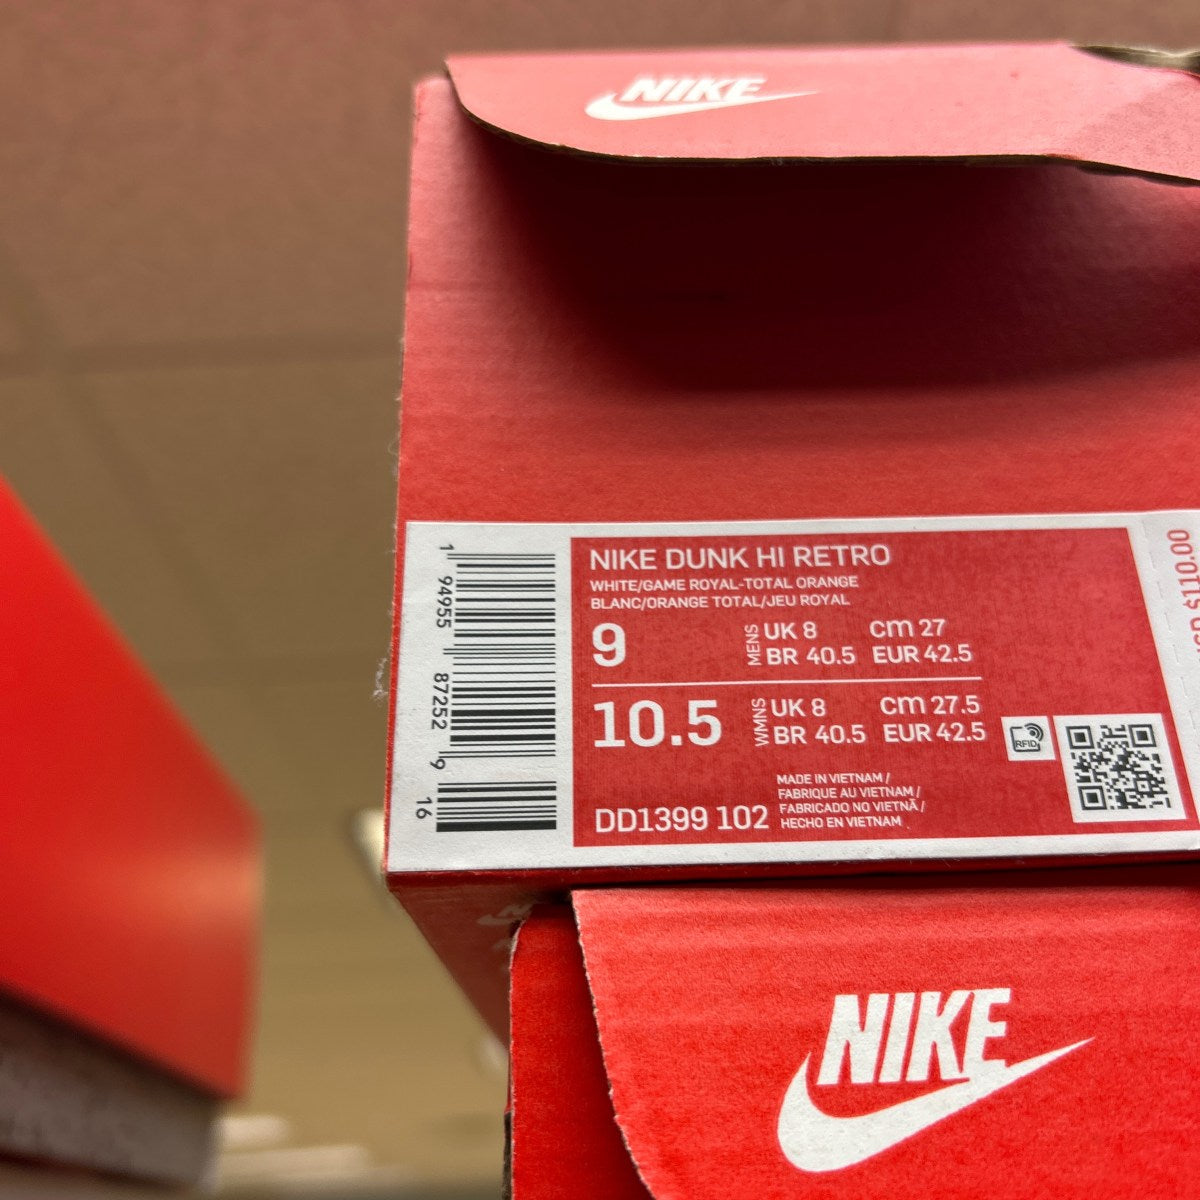 NIKE
NIKE DUNK HI RETRO
WHITE/GAME ROYAL-TOTAL ORANGE
BLANC/ORANGE TOTAL/JEU ROYAL
9
MENS
UK 8 cm 27
BR 40.5 EUR 42.5
10.5
WMNS
UK 8 cm 27.5
BR 40.5 EUR 42.5
RFID
DD1399 102
MADE IN VIETNAM /
FABRIQUE AU VIETNAM /
FABRICADO NO VIETNÃ /
HECHO EN VIETNAM
1 94955 87252 9 16
$110.00
NIKE